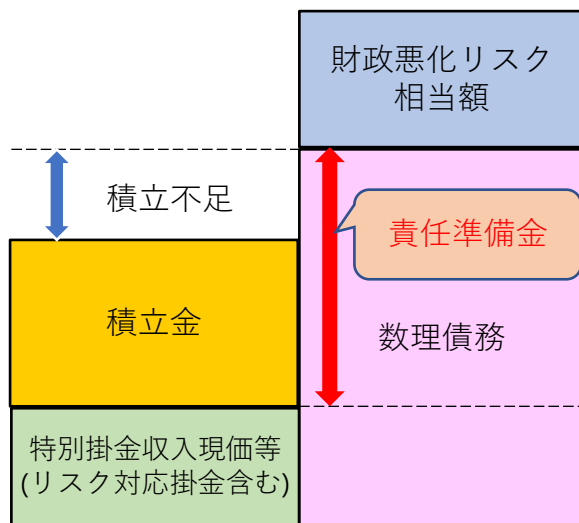 財政悪化リスク
相当額
積立不足
責任準備金
積立金
数理債務
特別掛金収入現価等
(リスク対応掛金含む)